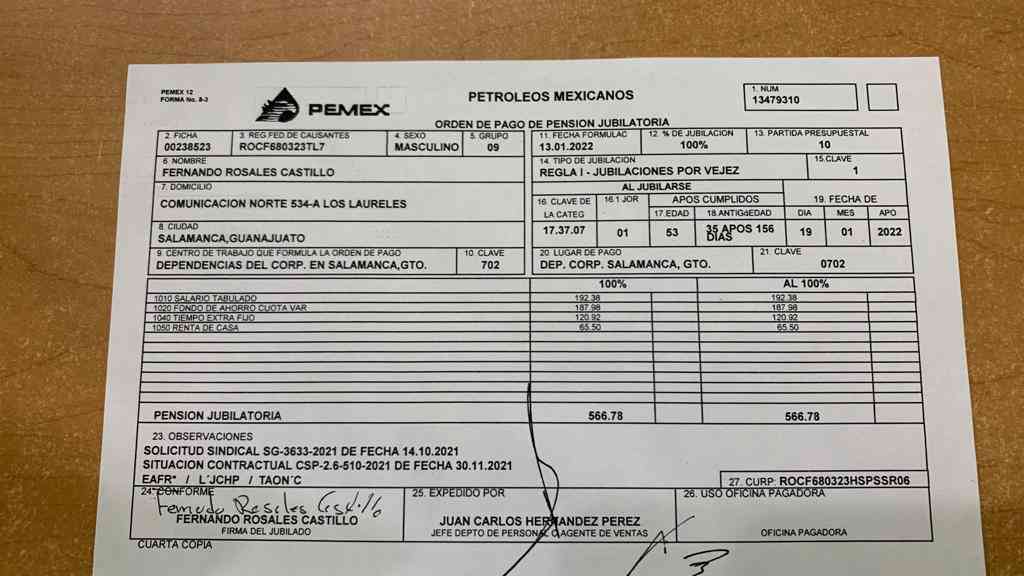 PEMEX 12
FORMA No. 8-3
PEMEX
PETROLEOS MEXICANOS
1. NUM
13479310
ORDEN DE PAGO DE PENSION JUBILATORIA
2. FICHA 3. REG FED.DE CAUSANTES 4. SEXO 5. GRUPO
00238523 ROCF680323TL7 MASCULINO 09
11. FECHA FORMULAC 12. % DE JUBILACION 13. PARTIDA PRESUPUESTAL
13.01.2022 100% 10
6 NOMBRE
FERNANDO ROSALES CASTILLO
14. TIPO DE JUBILACION 15.CLAVE
REGLA I - JUBILACIONES POR VEJEZ 1
7. DOMICILIO
COMUNICACION NORTE 534-A LOS LAURELES
AL JUBILARSE
16. CLAVE DE LA CATEG 16.1 JOR APOS CUMPLIDOS 19. FECHA DE
17.EDAD 18.ANTIGšEDAD DIA MES APO
17.37.07 01 53 35 APOS 156 DIAS 19 01 2022
8. CIUDAD
SALAMANCA,GUANAJUATO
9. CENTRO DE TRABAJO QUE FORMULA LA ORDEN DE PAGO 10. CLAVE
DEPENDENCIAS DEL CORP. EN SALAMANCA,GTO. 702
20 LUGAR DE PAGO 21. CLAVE
DEP. CORP. SALAMANCA, GTO. 0702
100% AL 100%
1010 SALARIO TABULADO 192.38 192.38
1020 FONDO DE AHORRO CUOTA VAR 187.98 187.98
1040 TIEMPO EXTRA FIJO 120.92 120.92
1050 RENTA DE CASA 65.50 65.50
PENSION JUBILATORIA 566.78 566.78
23. OBSERVACIONES
SOLICITUD SINDICAL SG-3633-2021 DE FECHA 14.10.2021
SITUACION CONTRACTUAL CSP-2.6-510-2021 DE FECHA 30.11.2021
EAFR* / L´JCHP / TAON´C
27. CURP: ROCF680323HSPSSR06
24. CONFORME
Fernando Rosales Castillo
FERNANDO ROSALES CASTILLO
FIRMA DEL JUBILADO
25. EXPEDIDO POR
JUAN CARLOS HERNANDEZ PEREZ
JEFE DEPTO DE PERSONAL O AGENTE DE VENTAS
26. USO OFICINA PAGADORA
OFICINA PAGADORA
CUARTA COPIA